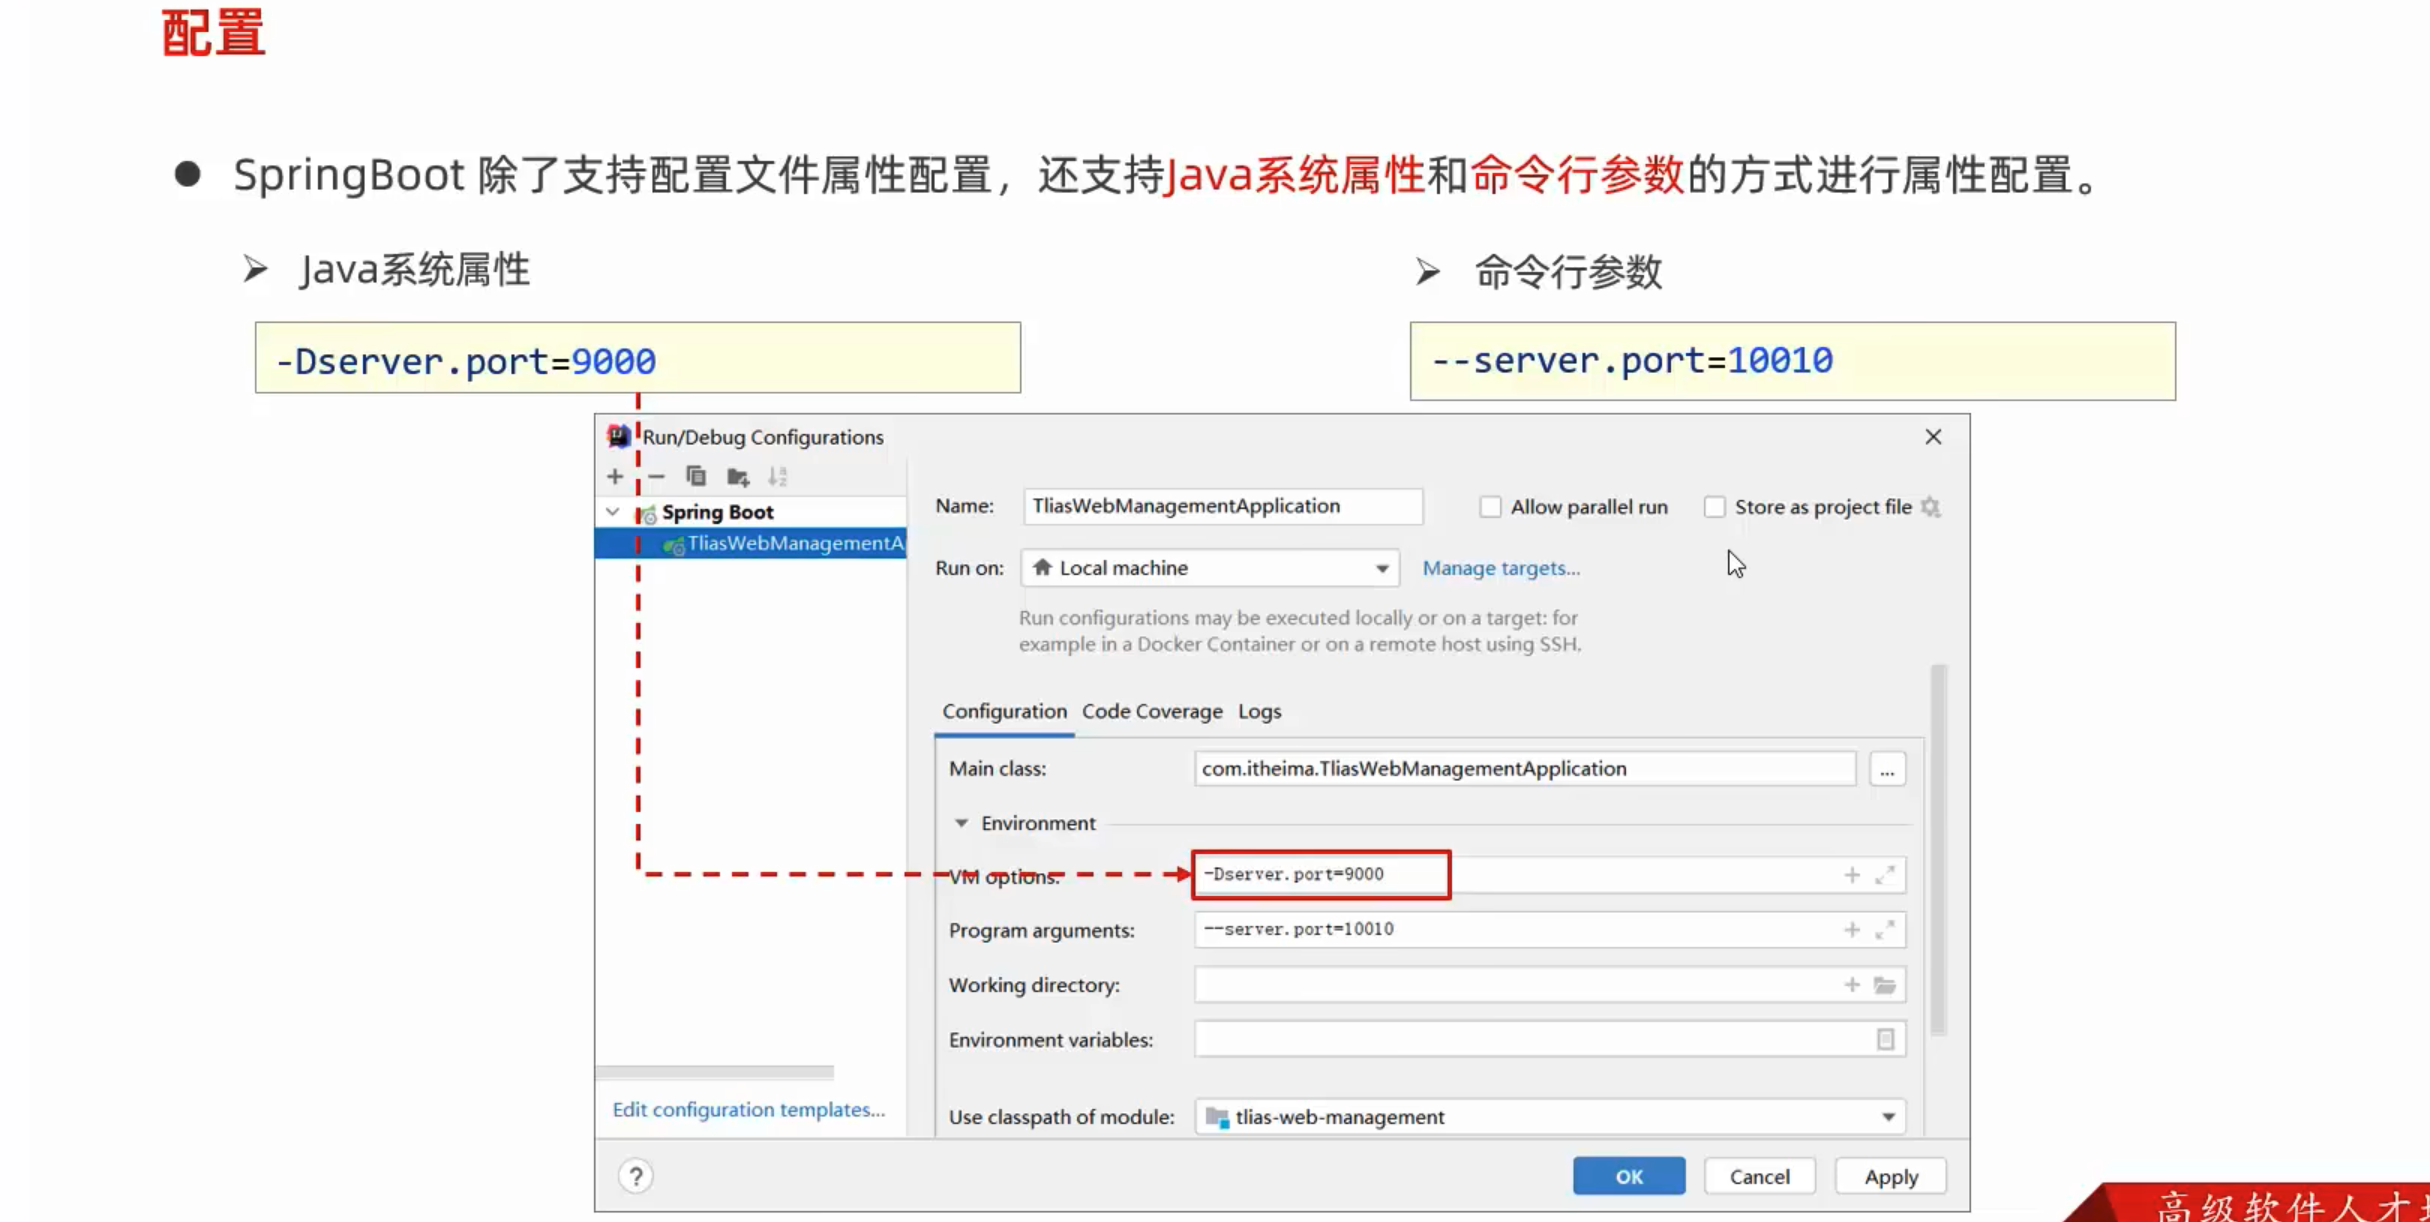 配置
SpringBoot 除了支持配置文件属性配置，还支持Java系统属性和命令行参数的方式进行属性配置。
Java系统属性
命令行参数
-Dserver.port=9000
--server.port=10010
Run/Debug Configurations
Spring Boot
TliasWebManagementA
Name: TliasWebManagementApplication Allow parallel run Store as project file
Run on: Local machine Manage targets...
Run configurations may be executed locally or on a target: for
example in a Docker Container or on a remote host using SSH.
Configuration Code Coverage Logs
Main class: com.itheima.TliasWebManagementApplication ...
Environment
VM options: -Dserver.port=9000
Program arguments: --server.port=10010
Working directory:
Environment variables:
Use classpath of module: tlias-web-management
Edit configuration templates...
? OK Cancel Apply
高级软件人才